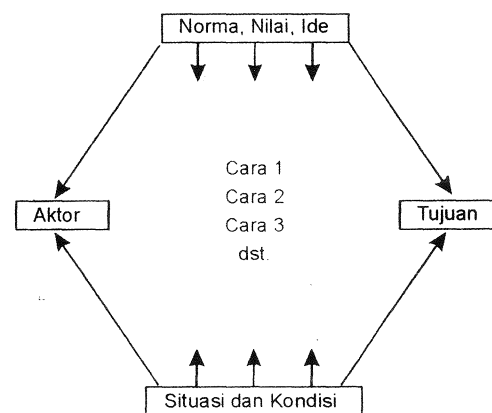 Norma, Nilai, Ide
Cara 1
Cara 2
Cara 3
dst.
Aktor
Tujuan
Situasi dan Kondisi